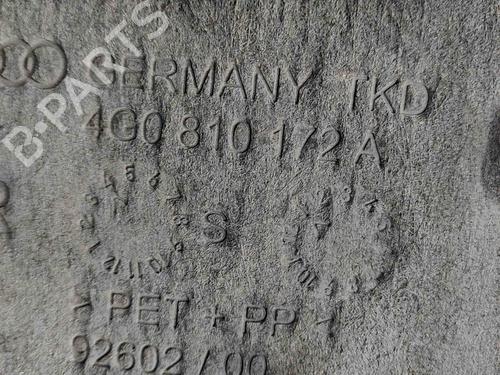 B-PARTS
GERMANY TKD
4G0 810 172 A
R
S
> PET + PP <
92602 / 00